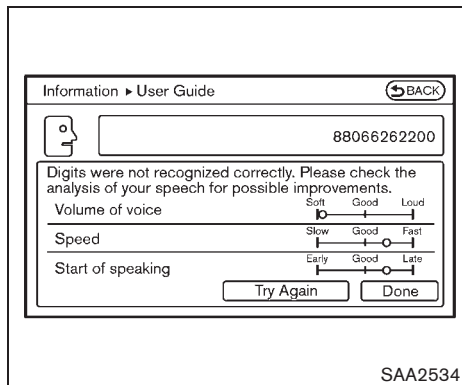 Information ▸ User Guide BACK
88066262200
Digits were not recognized correctly. Please check the
analysis of your speech for possible improvements.
Soft Good Loud
Volume of voice
Slow Good Fast
Speed
Early Good Late
Start of speaking
Try Again Done
SAA2534